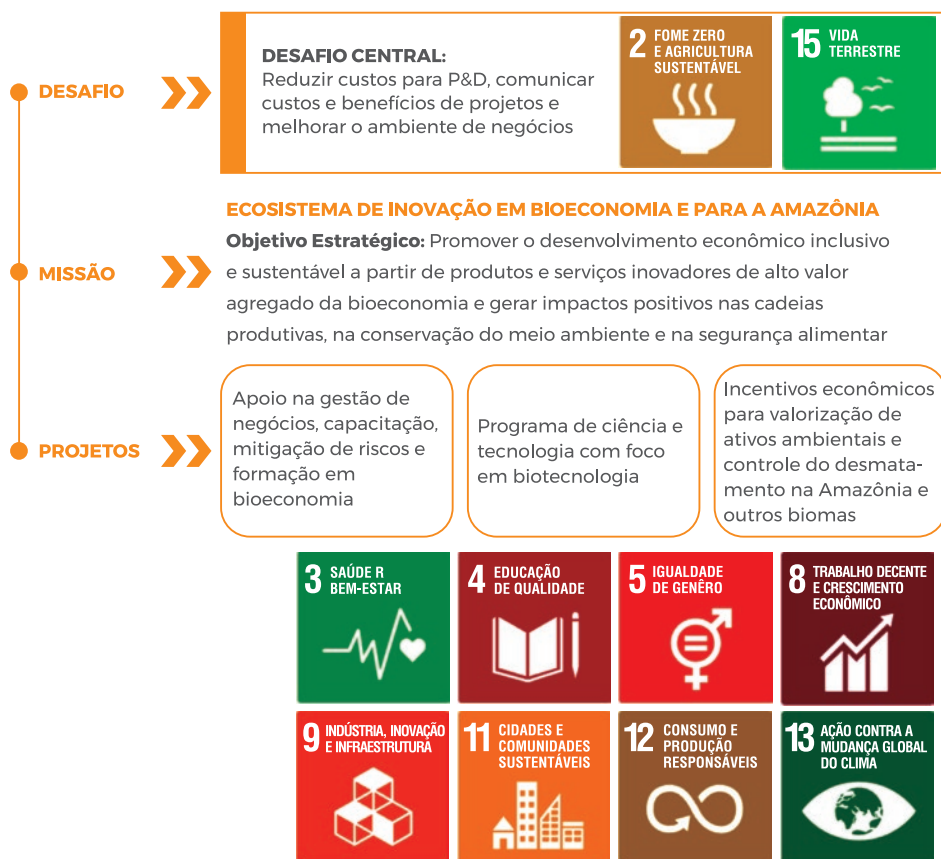 DESAFIO
DESAFIO CENTRAL:
Reduzir custos para P&D, comunicar
custos e benefícios de projetos e
melhorar o ambiente de negócios
2 FOME ZERO
E AGRICULTURA
SUSTENTÁVEL
15 VIDA
TERRESTRE
MISSÃO
ECOSISTEMA DE INOVAÇÃO EM BIOECONOMIA E PARA A AMAZÔNIA
Objetivo Estratégico: Promover o desenvolvimento econômico inclusivo
e sustentável a partir de produtos e serviços inovadores de alto valor
agregado da bioeconomia e gerar impactos positivos nas cadeias
produtivas, na conservação do meio ambiente e na segurança alimentar
PROJETOS
Apoio na gestão de
negócios, capacitação,
mitigação de riscos e
formação em
bioeconomia
Programa de ciência e
tecnologia com foco
em biotecnologia
Incentivos econômicos
para valorização de
ativos ambientais e
controle do desmata-
mento na Amazônia e
outros biomas
3 SAÚDE R
BEM-ESTAR
4 EDUCAÇÃO
DE QUALIDADE
5 IGUALDADE
DE GENÊRO
8 TRABALHO DECENTE
E CRESCIMENTO
ECONÔMICO
9 INDÚSTRIA, INOVAÇÃO
E INFRAESTRUTURA
11 CIDADES E
COMUNIDADES
SUSTENTÁVEIS
12 CONSUMO E
PRODUÇÃO
RESPONSÁVEIS
13 AÇÃO CONTRA A
MUDANÇA GLOBAL
DO CLIMA